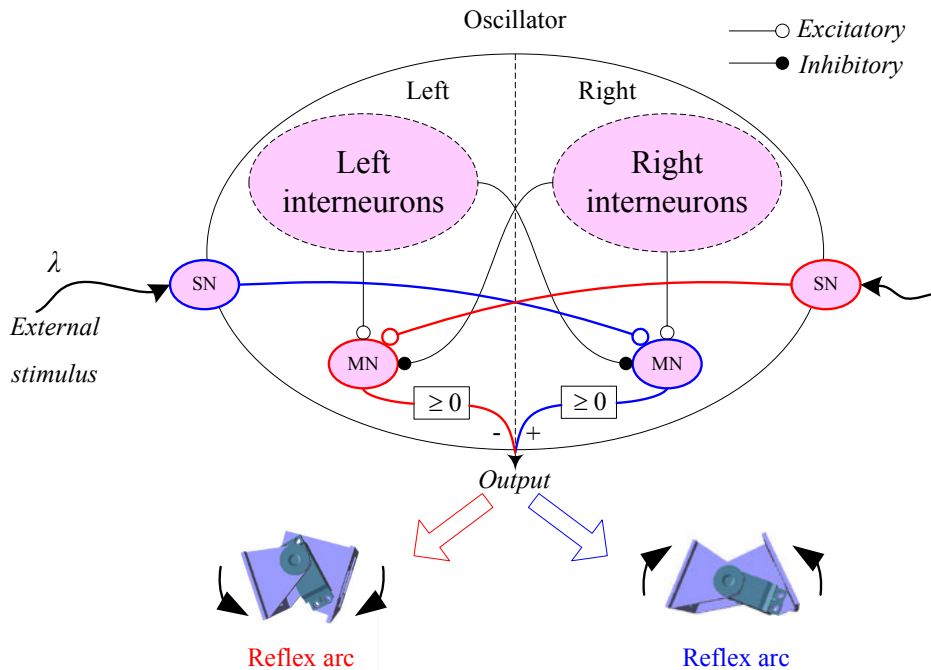 Oscillator
Excitatory
Inhibitory
Left
Right
Left
interneurons
Right
interneurons
λ
SN
SN
External
stimulus
MN
MN
≥ 0
≥ 0
-
+
Output
Reflex arc
Reflex arc